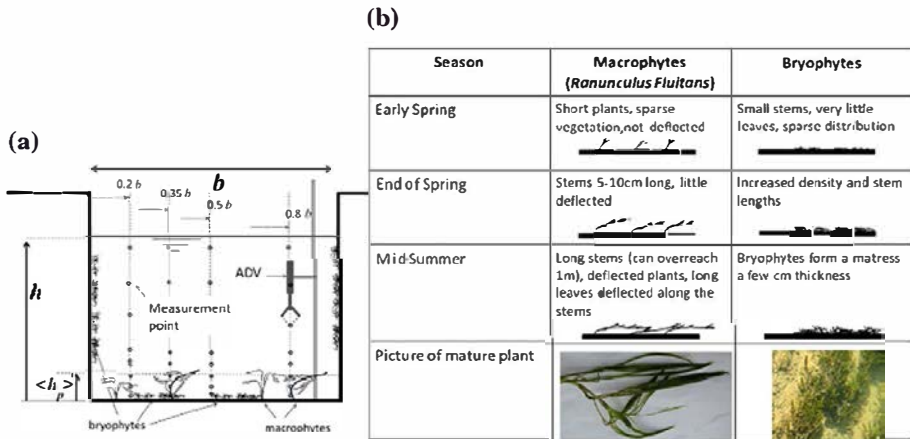 (a)
b
0.2 b
0.35 b
0.5 b
0.8 b
ADV
h
Measurement
point
<h_p>
bryophytes
macrophytes
(b)
Season
Macrophytes
(Ranunculus Fluitans)
Bryophytes
Early Spring
Short plants, sparse
vegetation,not deflected
Small stems, very little
leaves, sparse distribution
End of Spring
Stems 5-10cm long, little
deflected
Increased density and stem
lengths
Mid-Summer
Long stems (can overreach
1m), deflected plants, long
leaves deflected along the
stems
Bryophytes form a matress
a few cm thickness
Picture of mature plant